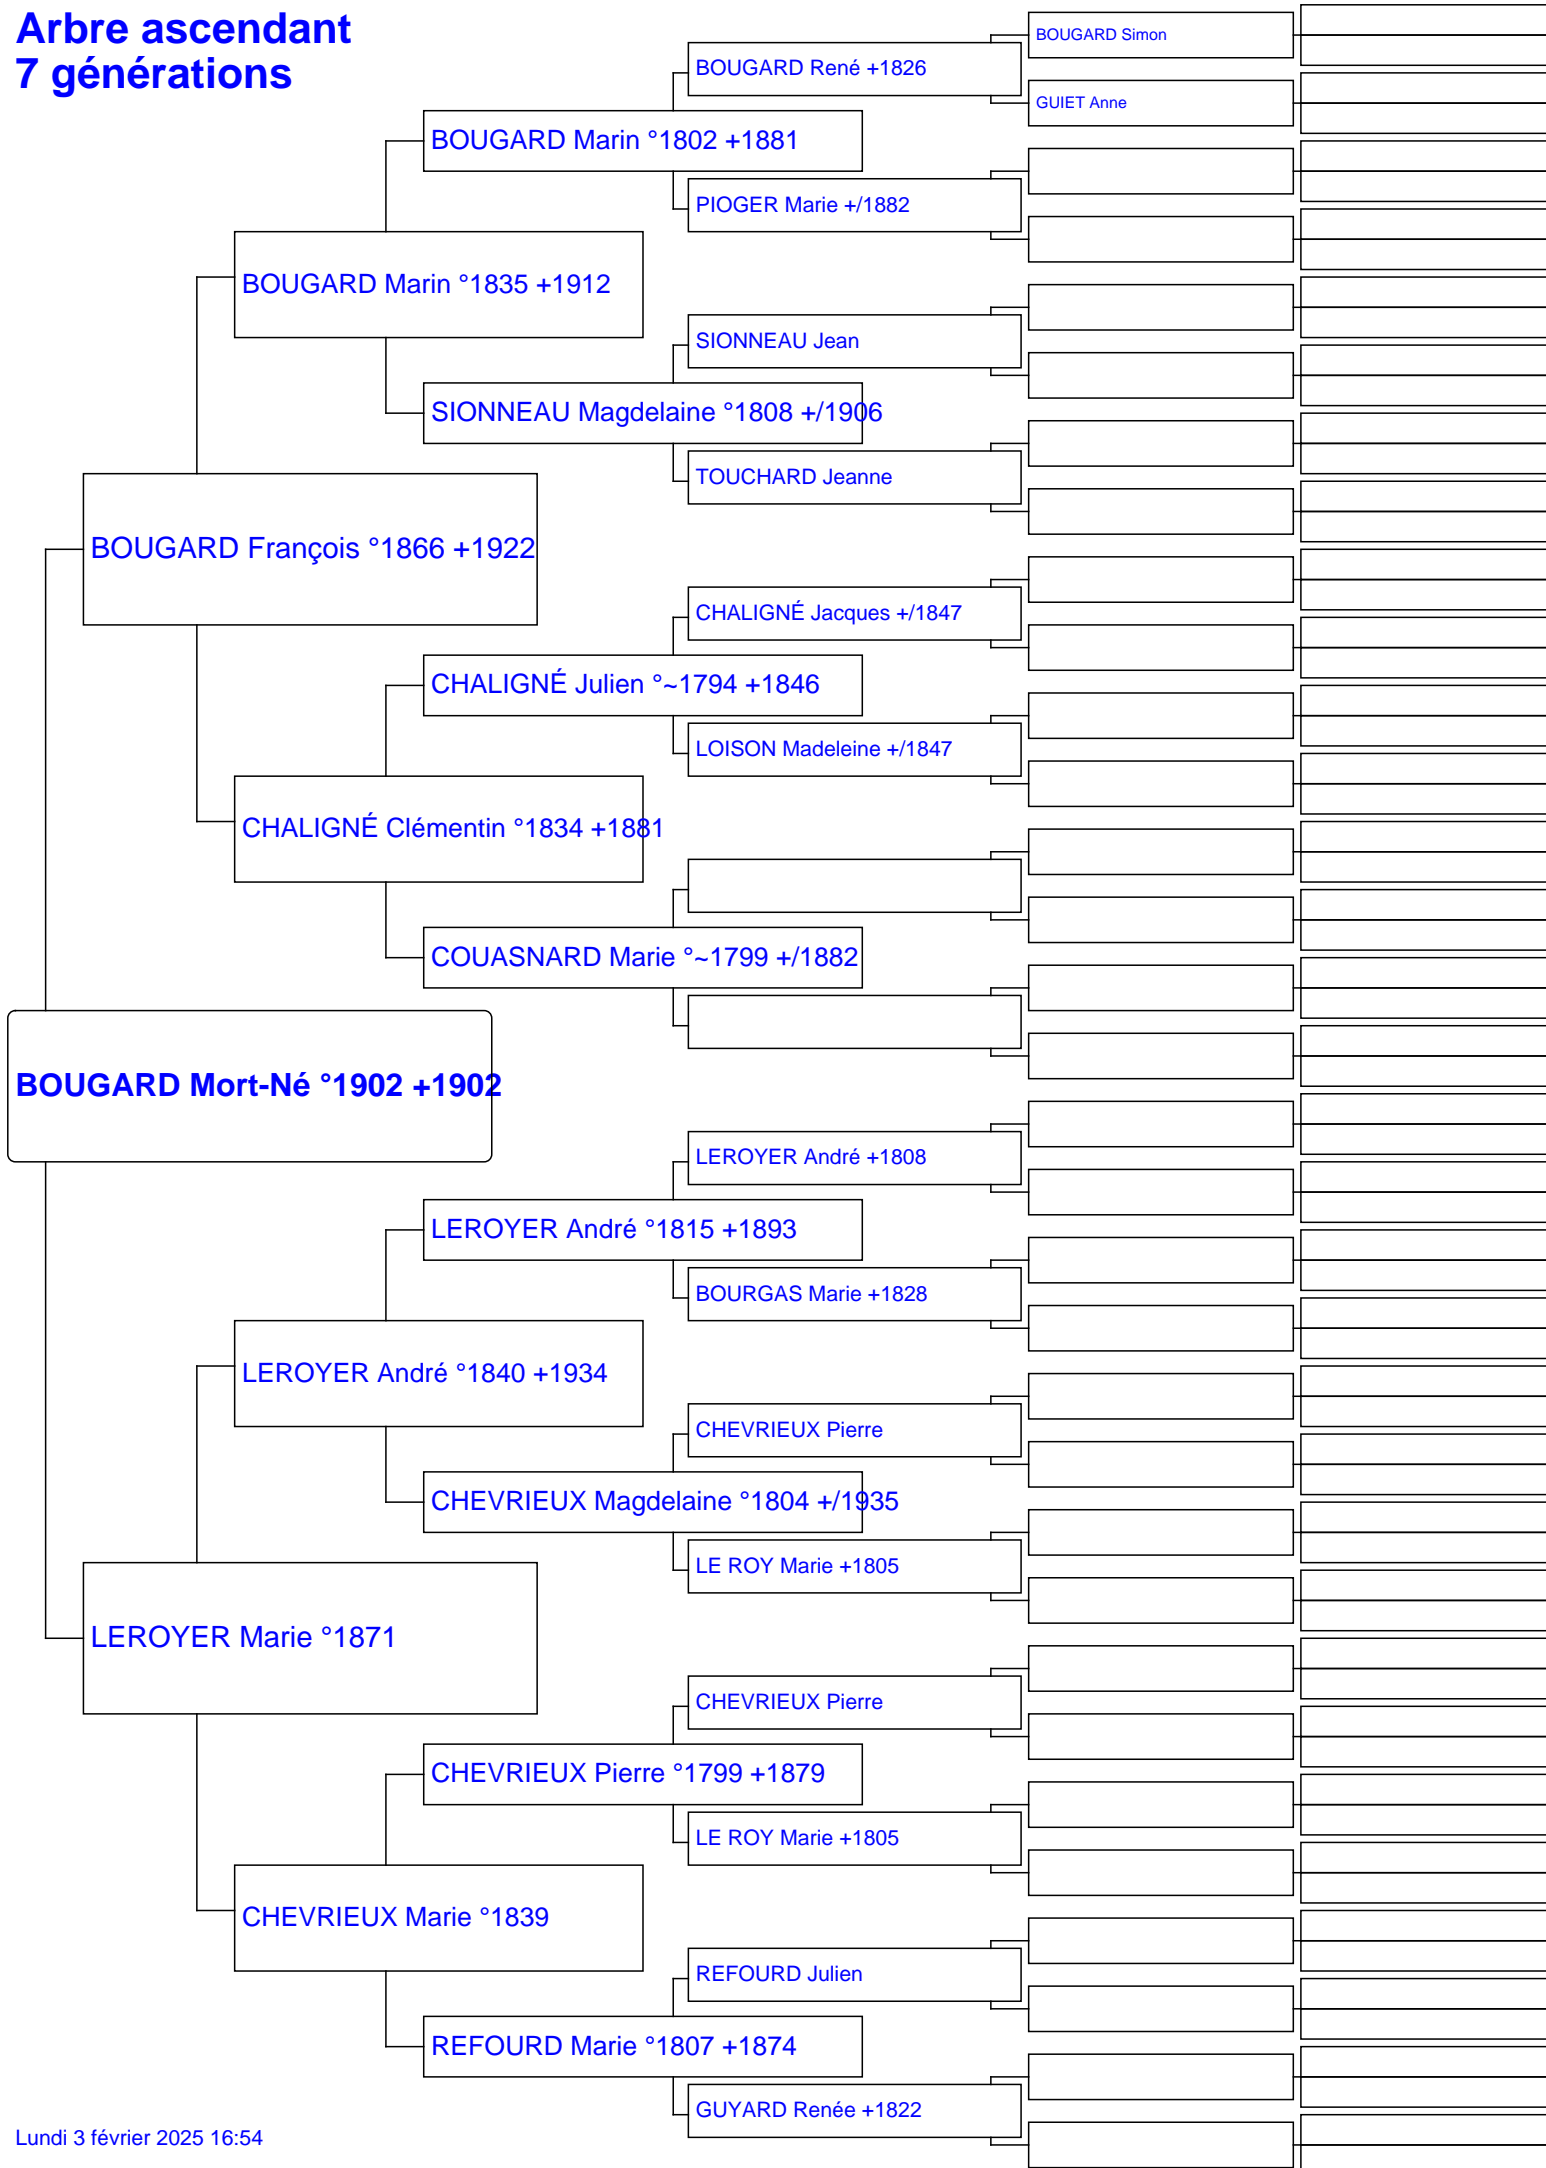 Arbre ascendant
7 générations
BOUGARD Simon
BOUGARD René +1826
GUIET Anne
BOUGARD Marin °1802 +1881
PIOGER Marie +/1882
BOUGARD Marin °1835 +1912
SIONNEAU Jean
SIONNEAU Magdelaine °1808 +/1906
TOUCHARD Jeanne
BOUGARD François °1866 +1922
CHALIGNÉ Jacques +/1847
CHALIGNÉ Julien °~1794 +1846
LOISON Madeleine +/1847
CHALIGNÉ Clémentin °1834 +1881
COUASNARD Marie °~1799 +/1882
BOUGARD Mort-Né °1902 +1902
LEROYER André +1808
LEROYER André °1815 +1893
BOURGAS Marie +1828
LEROYER André °1840 +1934
CHEVRIEUX Pierre
CHEVRIEUX Magdelaine °1804 +/1935
LE ROY Marie +1805
LEROYER Marie °1871
CHEVRIEUX Pierre
CHEVRIEUX Pierre °1799 +1879
LE ROY Marie +1805
CHEVRIEUX Marie °1839
REFOURD Julien
REFOURD Marie °1807 +1874
GUYARD Renée +1822
Lundi 3 février 2025 16:54